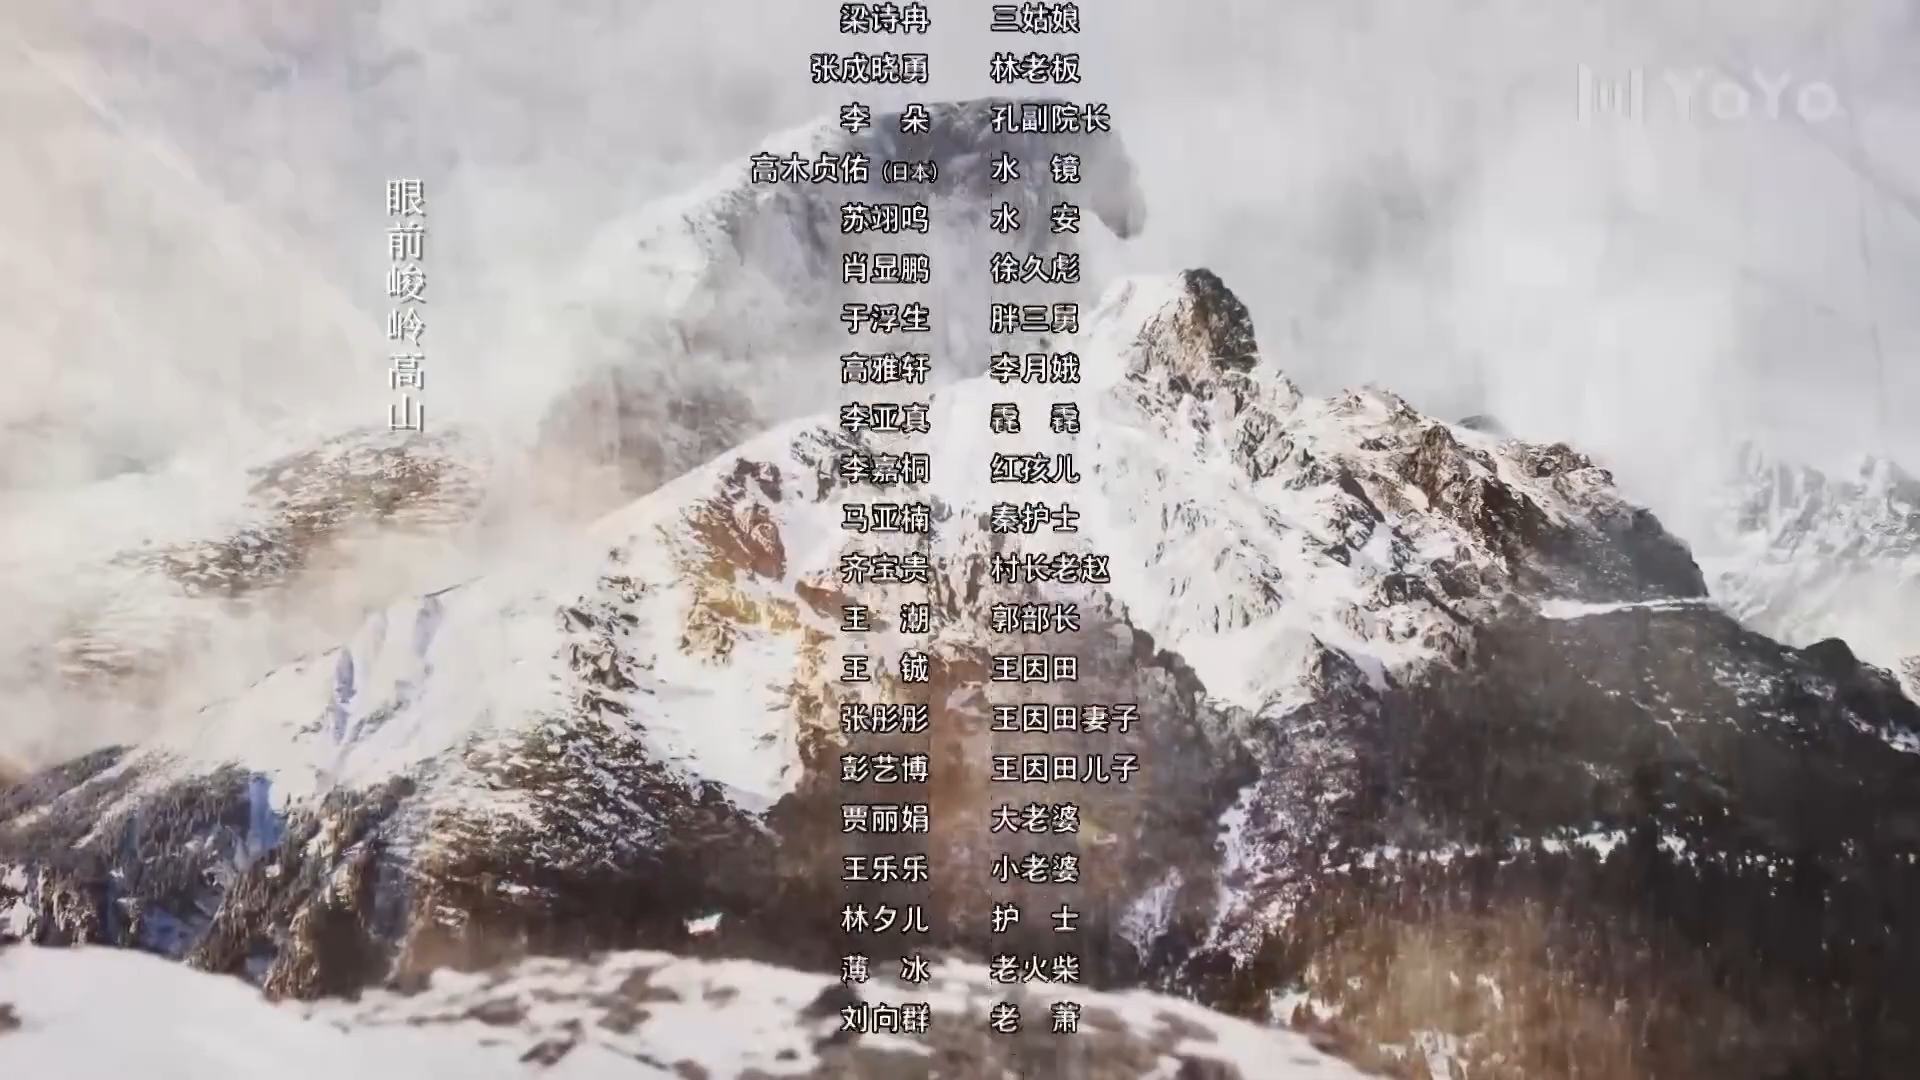 梁诗冉 三姑娘
张成晓勇 林老板
李 朵 孔副院长
高木贞佑（日本） 水 镜
苏翊鸣 水 安
肖显鹏 徐久彪
于浮生 胖三舅
高雅轩 李月娥
李亚真 毳 毳
李嘉桐 红孩儿
马亚楠 秦护士
齐宝贵 村长老赵
王 潮 郭部长
王 铖 王因田
张彤彤 王因田妻子
彭艺博 王因田儿子
贾丽娟 大老婆
王乐乐 小老婆
林夕儿 护 士
薄 冰 老火柴
刘向群 老 萧
眼前峻岭高山
YoYo